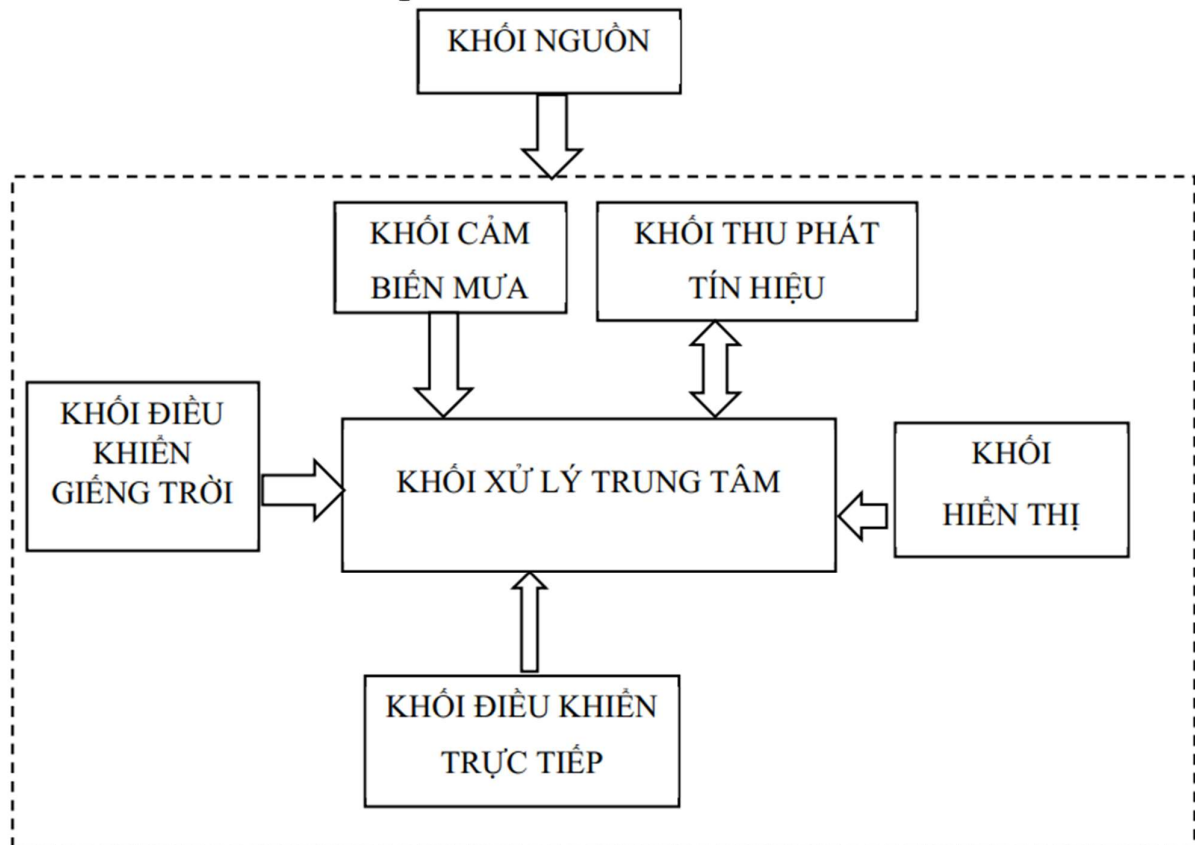 KHỐI NGUỒN
KHỐI CẢM
BIẾN MƯA
KHỐI THU PHÁT
TÍN HIỆU
KHỐI ĐIỀU
KHIỂN
GIẾNG TRỜI
KHỐI XỬ LÝ TRUNG TÂM
KHỐI
HIỂN THỊ
KHỐI ĐIỀU KHIỂN
TRỰC TIẾP